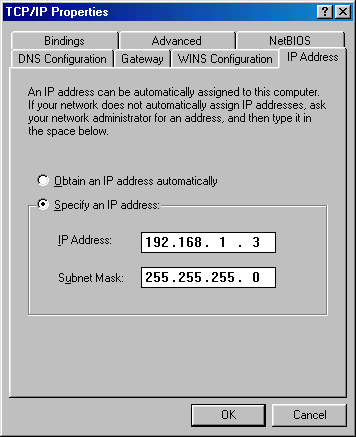 TCP/IP Properties
Bindings Advanced NetBIOS
DNS Configuration Gateway WINS Configuration IP Address
An IP address can be automatically assigned to this computer.
If your network does not automatically assign IP addresses, ask
your network administrator for an address, and then type it in
the space below.
Obtain an IP address automatically
Specify an IP address:
IP Address: 192.168. 1 . 3
Subnet Mask: 255.255.255. 0
OK Cancel